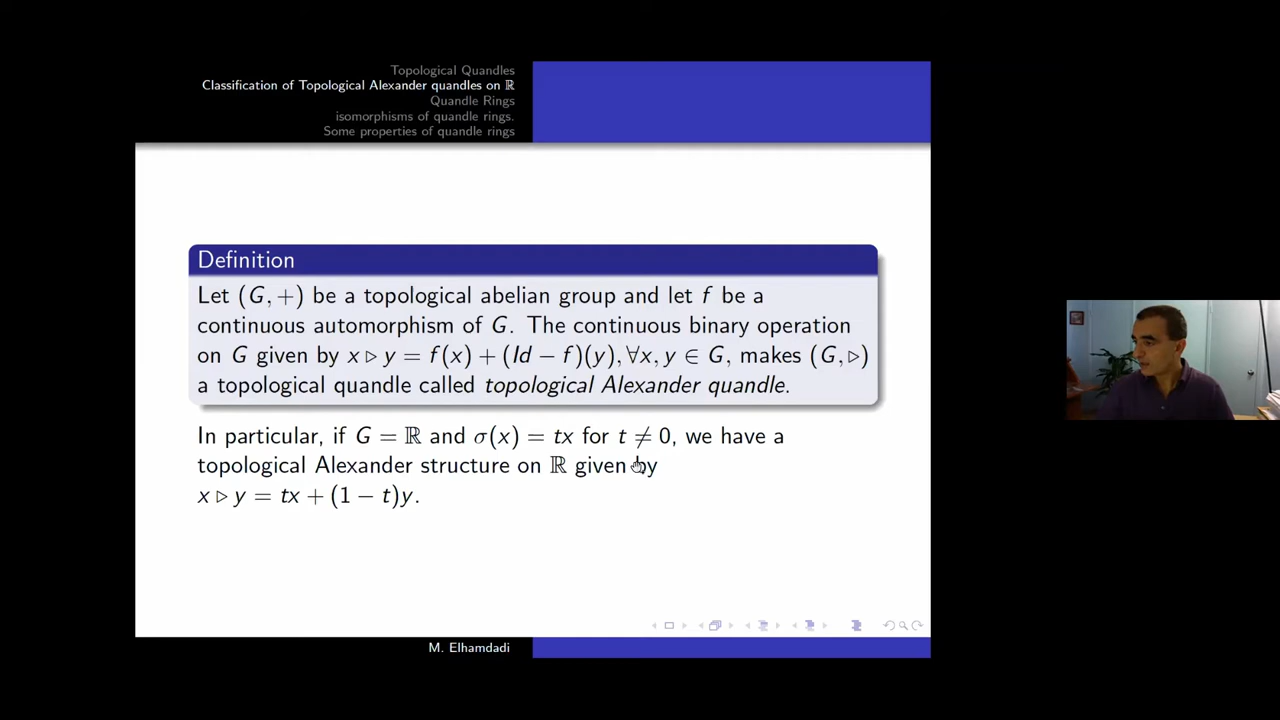 Topological Quandles
Classification of Topological Alexander quandles on ℝ
Quandle Rings
isomorphisms of quandle rings.
Some properties of quandle rings
Definition
Let (G, +) be a topological abelian group and let f be a
continuous automorphism of G. The continuous binary operation
on G given by x ▷ y = f(x) + (Id − f)(y), ∀x, y ∈ G, makes (G, ▷)
a topological quandle called topological Alexander quandle.
In particular, if G = ℝ and σ(x) = tx for t ≠ 0, we have a
topological Alexander structure on ℝ given by
x ▷ y = tx + (1 − t)y.
M. Elhamdadi